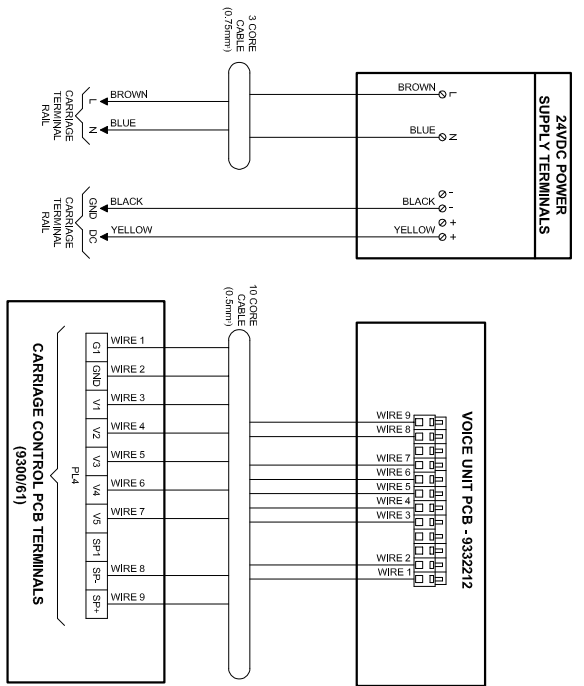 3 CORE
CABLE
(0.75mm²)
24VDC POWER
SUPPLY TERMINALS
BROWN
L
BLUE
N
BROWN
L
BLUE
N
CARRIAGE
TERMINAL
RAIL
-
BLACK
-
+
YELLOW
+
BLACK
GND
YELLOW
DC
CARRIAGE
TERMINAL
RAIL
10 CORE
CABLE
(0.5mm²)
CARRIAGE CONTROL PCB TERMINALS
(9300/61)
PL4
G1
WIRE 1
GND
WIRE 2
V1
WIRE 3
V2
WIRE 4
V3
WIRE 5
V4
WIRE 6
V5
WIRE 7
SP1
SP-
WIRE 8
SP+
WIRE 9
VOICE UNIT PCB - 9332212
WIRE 9
WIRE 8
WIRE 7
WIRE 6
WIRE 5
WIRE 4
WIRE 3
WIRE 2
WIRE 1